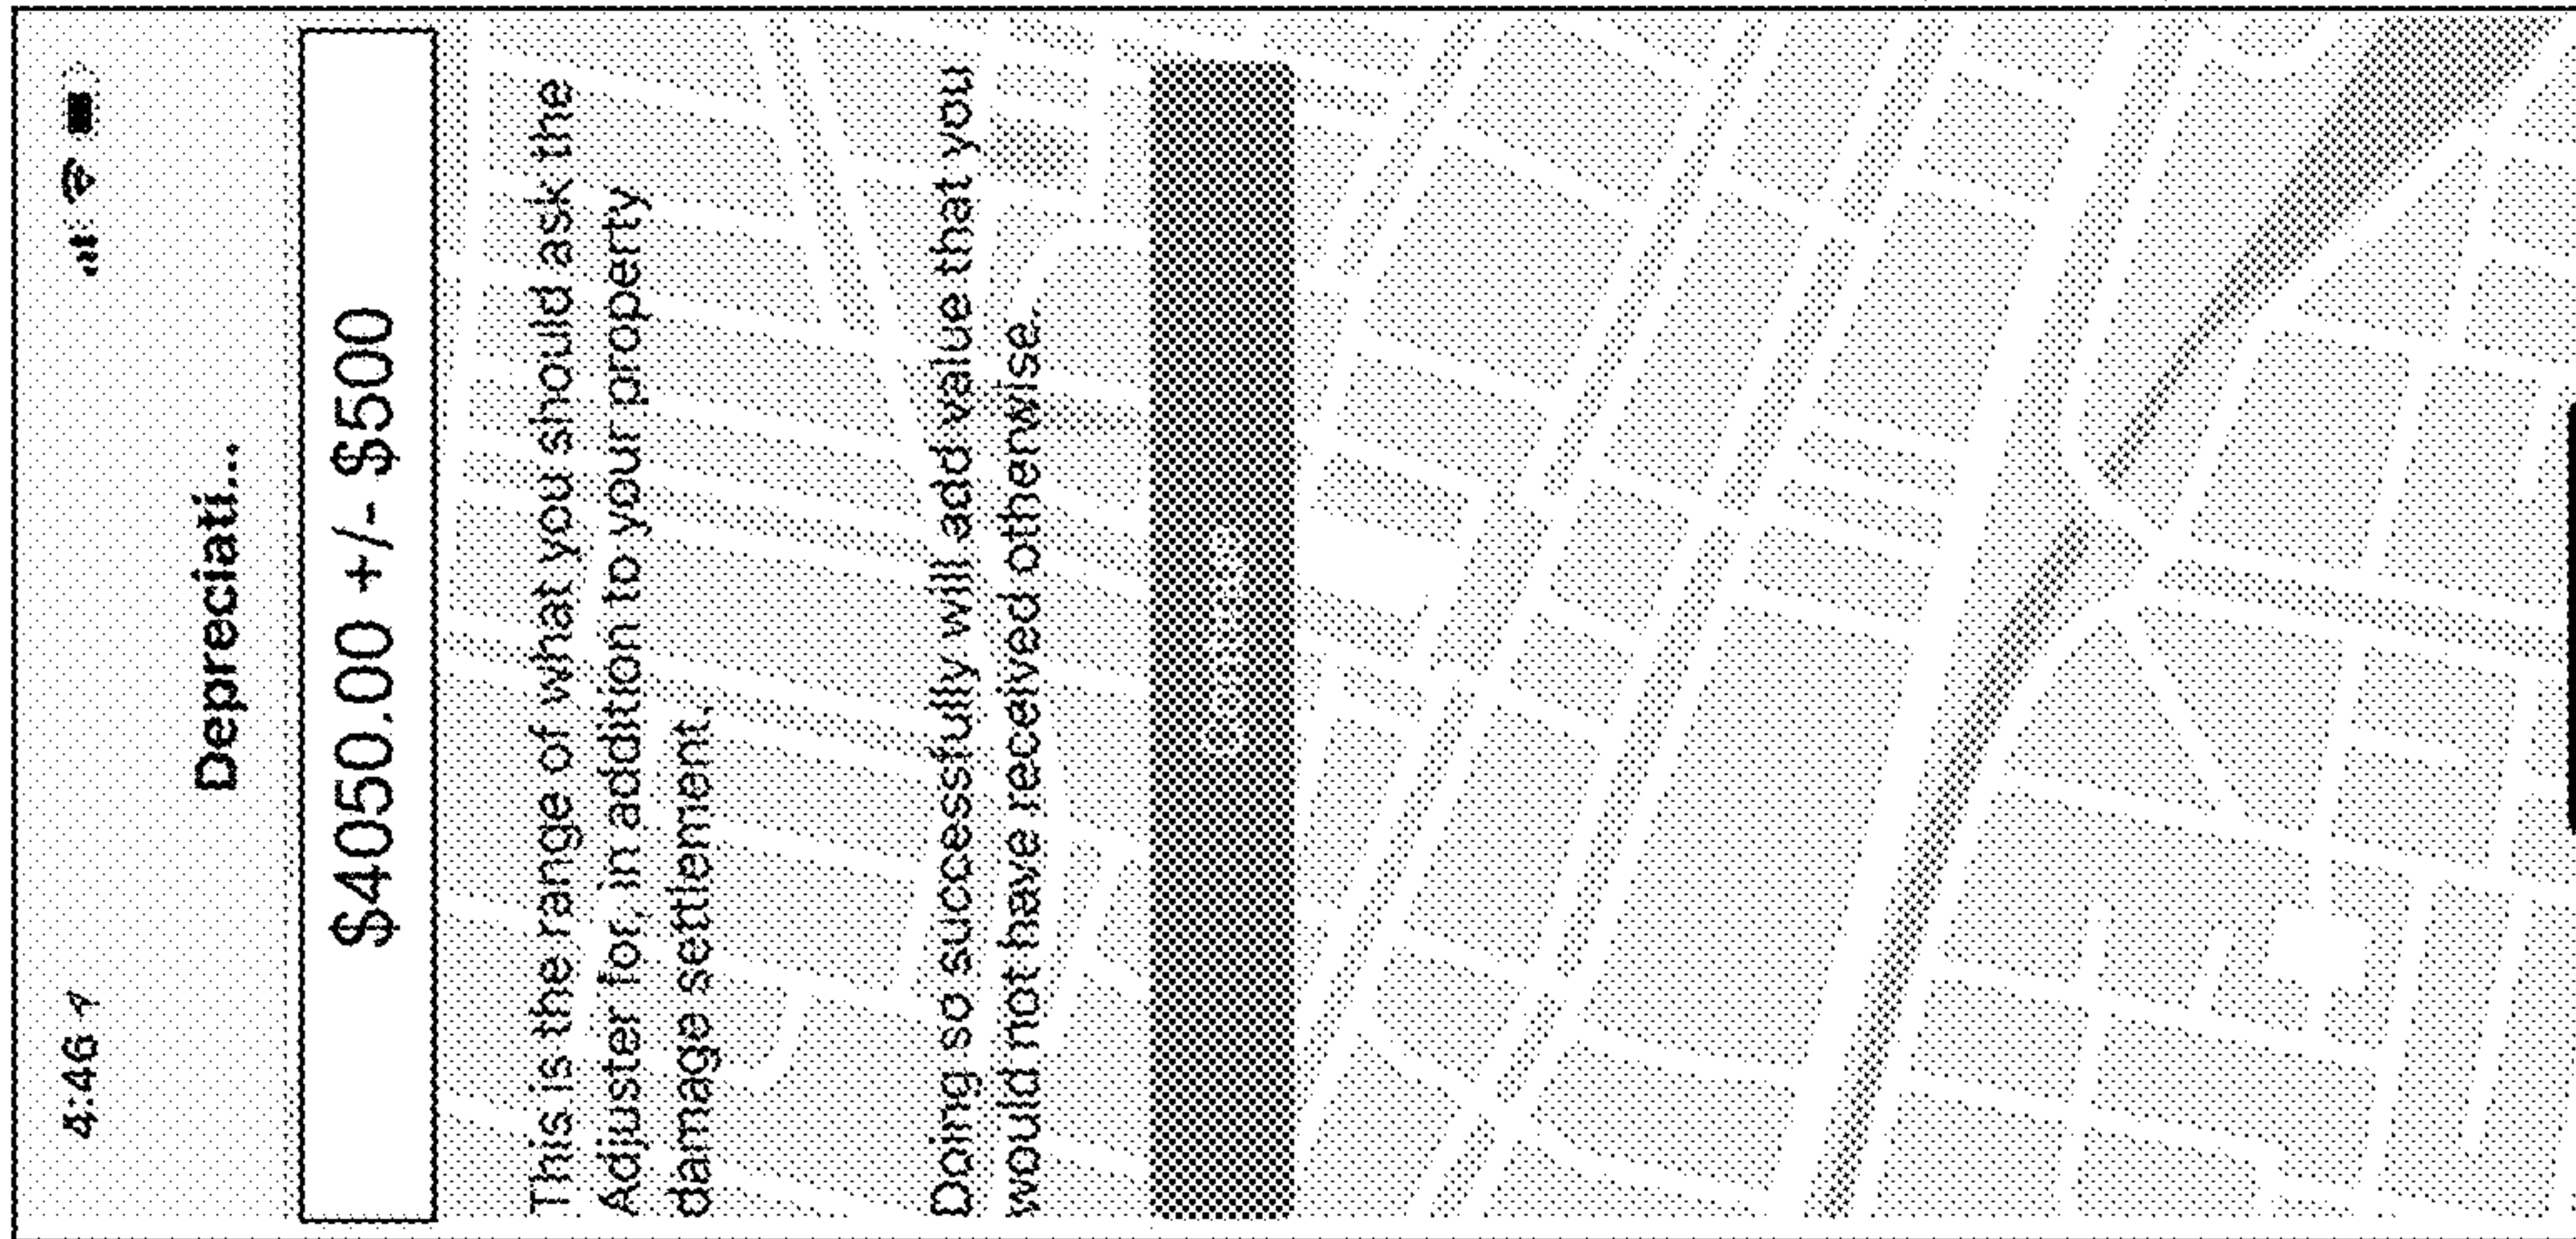 4:46
Depreciati...
$4050.00 +/- $500
This is the range of what you should ask the
Adjuster for, in addition to your property
damage settlement.
Doing so successfully will add value that you
would not have received otherwise.